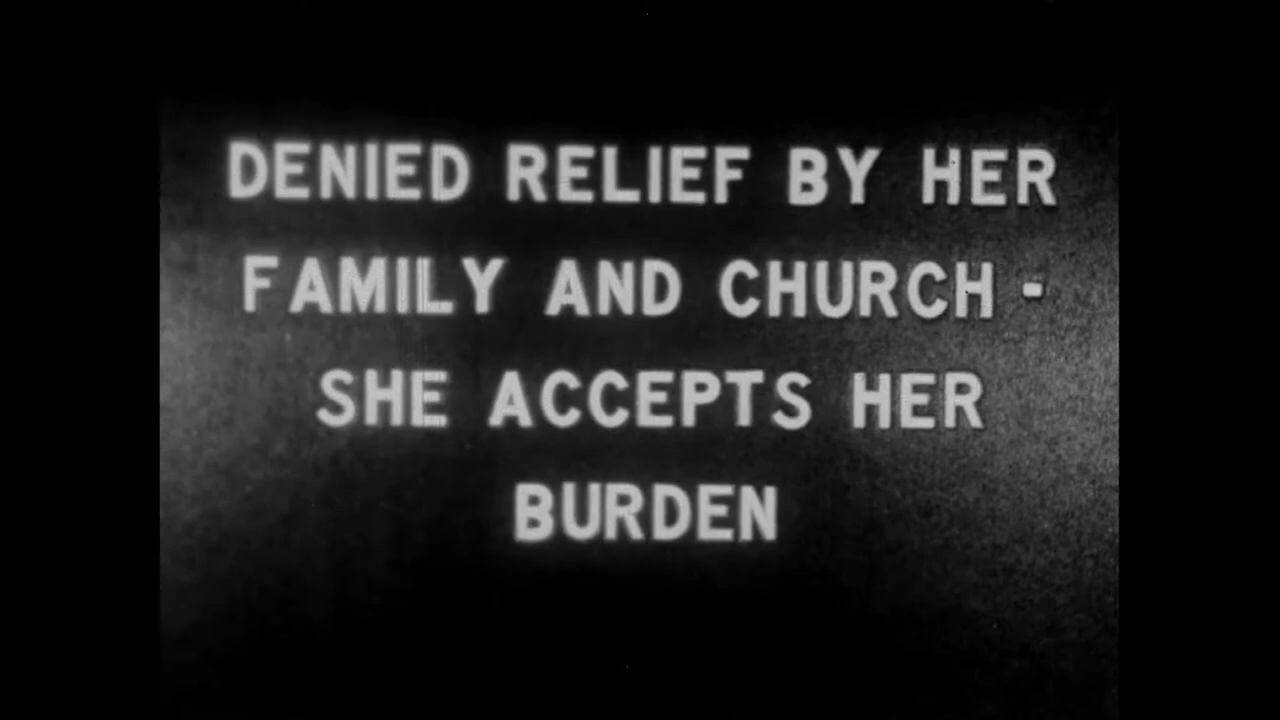 DENIED RELIEF BY HER
FAMILY AND CHURCH -
SHE ACCEPTS HER
BURDEN